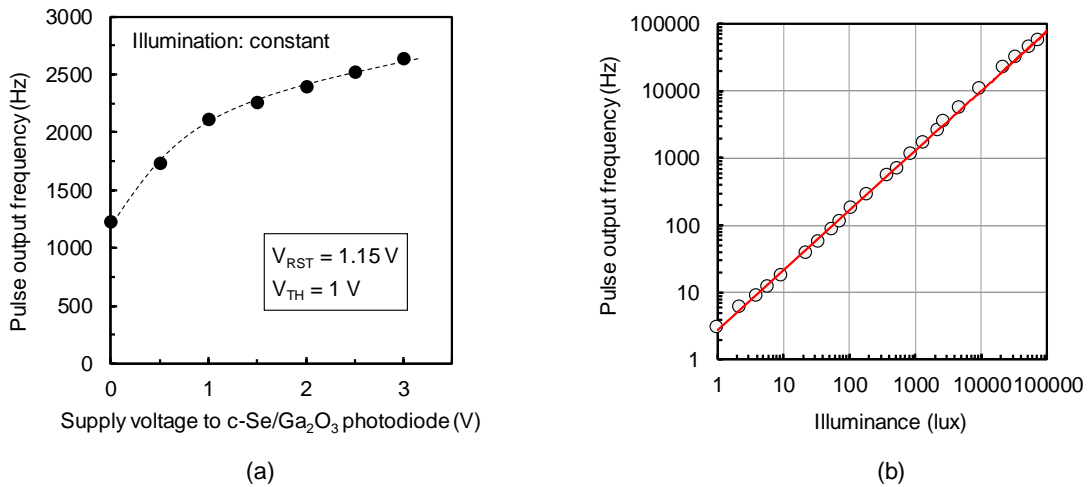 3000
2500
2000
1500
1000
500
0
Pulse output frequency (Hz)
Illumination: constant
V_RST = 1.15 V
V_TH = 1 V
0 1 2 3
Supply voltage to c-Se/Ga₂O₃ photodiode (V)
(a)
100000
10000
1000
100
10
1
Pulse output frequency (Hz)
1 10 100 1000 10000 100000
Illuminance (lux)
(b)